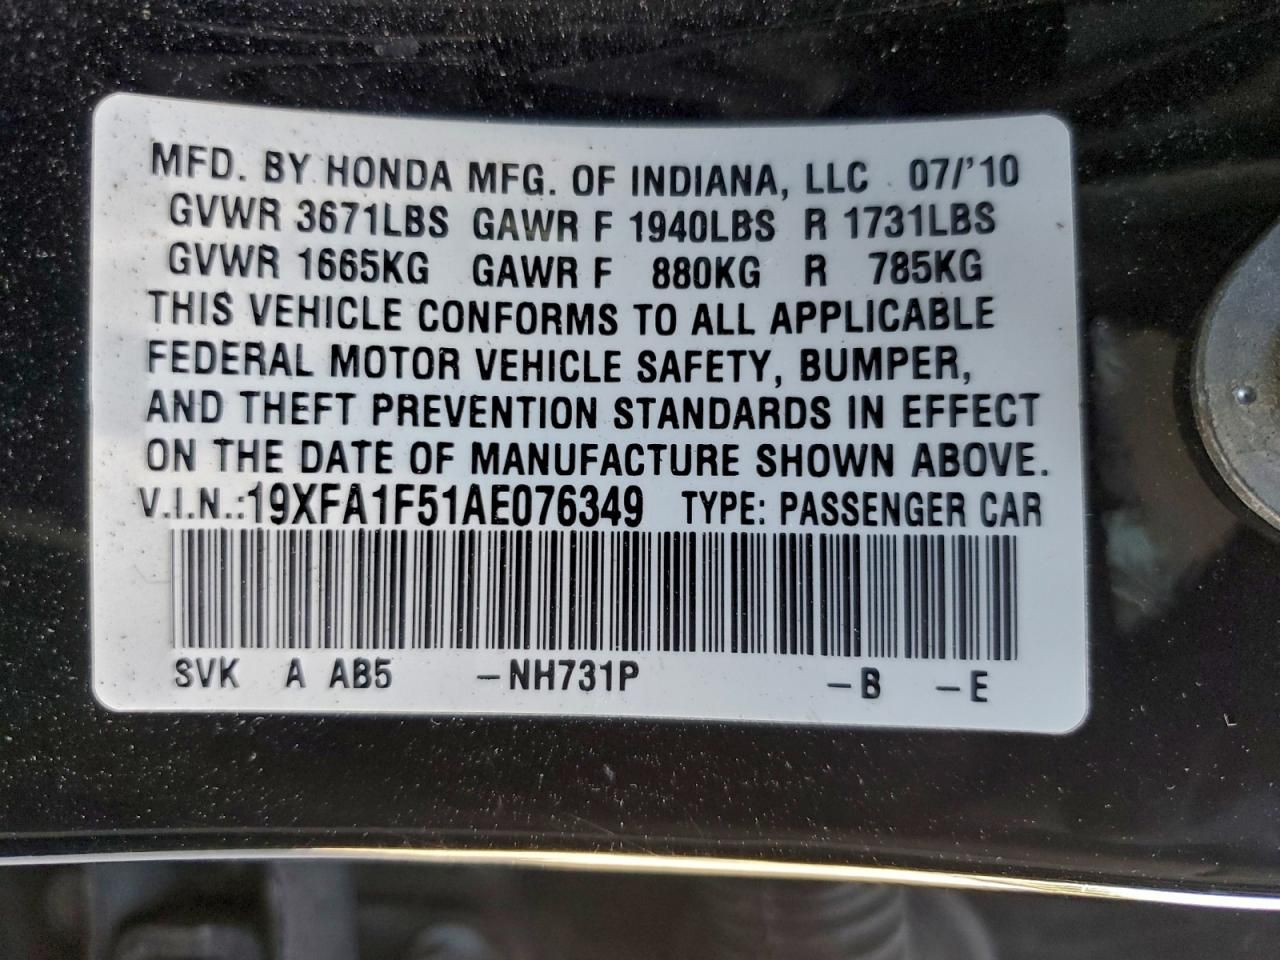 MFD. BY HONDA MFG. OF INDIANA, LLC 07/'10
GVWR 3671LBS GAWR F 1940LBS R 1731LBS
GVWR 1665KG GAWR F 880KG R 785KG
THIS VEHICLE CONFORMS TO ALL APPLICABLE
FEDERAL MOTOR VEHICLE SAFETY, BUMPER,
AND THEFT PREVENTION STANDARDS IN EFFECT
ON THE DATE OF MANUFACTURE SHOWN ABOVE.
V.I.N.:19XFA1F51AE076349 TYPE: PASSENGER CAR
SVK A AB5 -NH731P -B -E